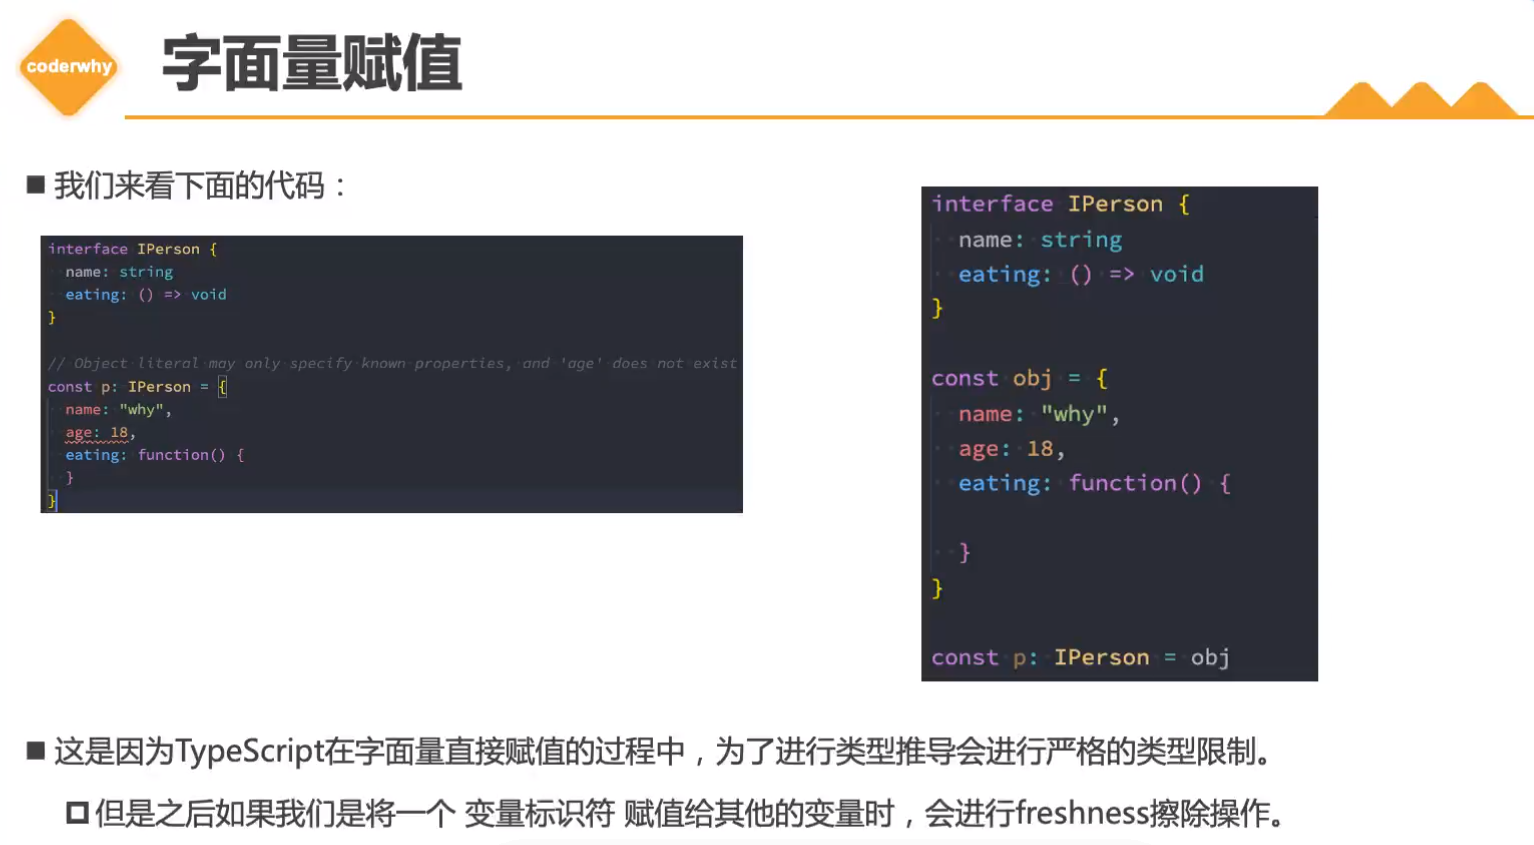 coderwhy
字面量赋值
■ 我们来看下面的代码：
interface IPerson {
name: string
eating: () => void
}
// Object literal may only specify known properties, and 'age' does not exist
const p: IPerson = {
name: "why",
age: 18,
eating: function() {
}
}
interface IPerson {
name: string
eating: () => void
}
const obj = {
name: "why",
age: 18,
eating: function() {
}
}
const p: IPerson = obj
■ 这是因为TypeScript在字面量直接赋值的过程中，为了进行类型推导会进行严格的类型限制。
但是之后如果我们是将一个 变量标识符 赋值给其他的变量时，会进行freshness擦除操作。